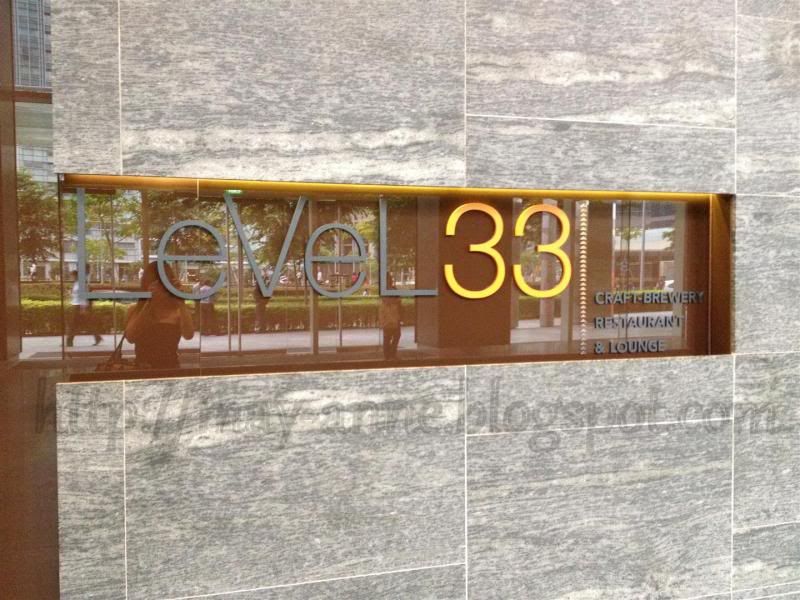 LeVeL 33
CRAFT-BREWERY
RESTAURANT
& LOUNGE
http://may-anne.blogspot.com